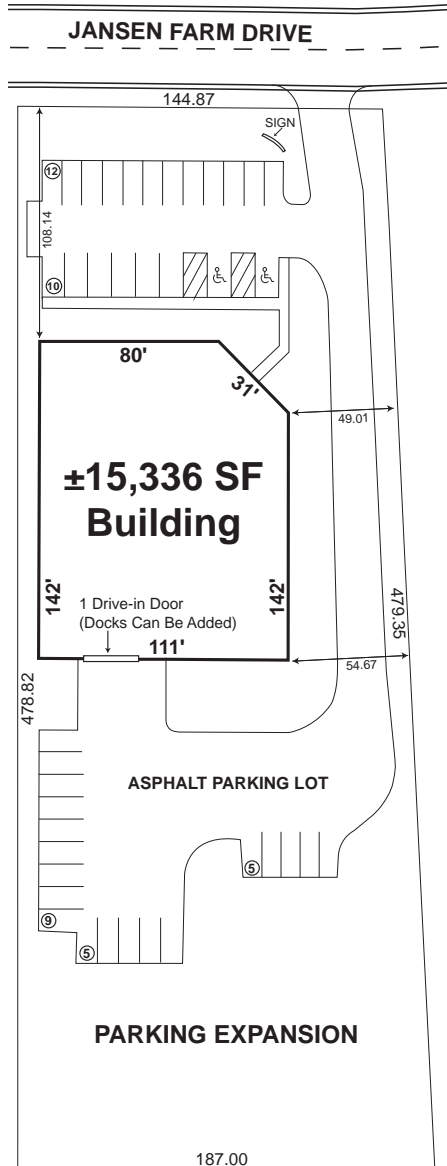 JANSEN FARM DRIVE
144.87
SIGN
12
108.14
10
80'
31'
49.01
±15,336 SF
Building
142'
142'
1 Drive-in Door
(Docks Can Be Added)
111'
479.35
54.67
478.82
ASPHALT PARKING LOT
5
9
5
PARKING EXPANSION
187.00